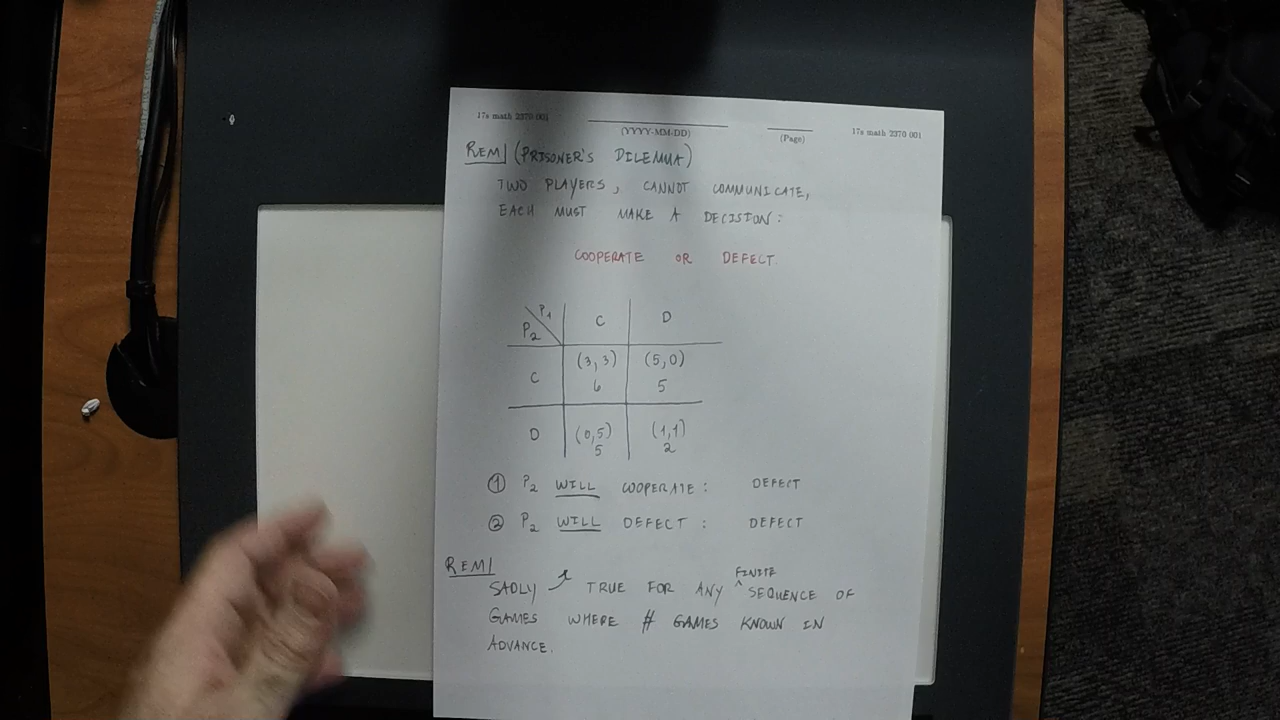 17s math 2370 001
(YYYY-MM-DD)
(Page)
17s math 2370 001
REM (PRISONER'S DILEMMA)
TWO PLAYERS, CANNOT COMMUNICATE,
EACH MUST MAKE A DECISION:
COOPERATE OR DEFECT.
P1
P2
C D
C (3,3) (5,0)
6 5
D (0,5) (1,1)
5 2
① P2 WILL COOPERATE: DEFECT
② P2 WILL DEFECT: DEFECT
REM
SADLY TRUE FOR ANY ^FINITE SEQUENCE OF
GAMES WHERE # GAMES KNOWN IN
ADVANCE.